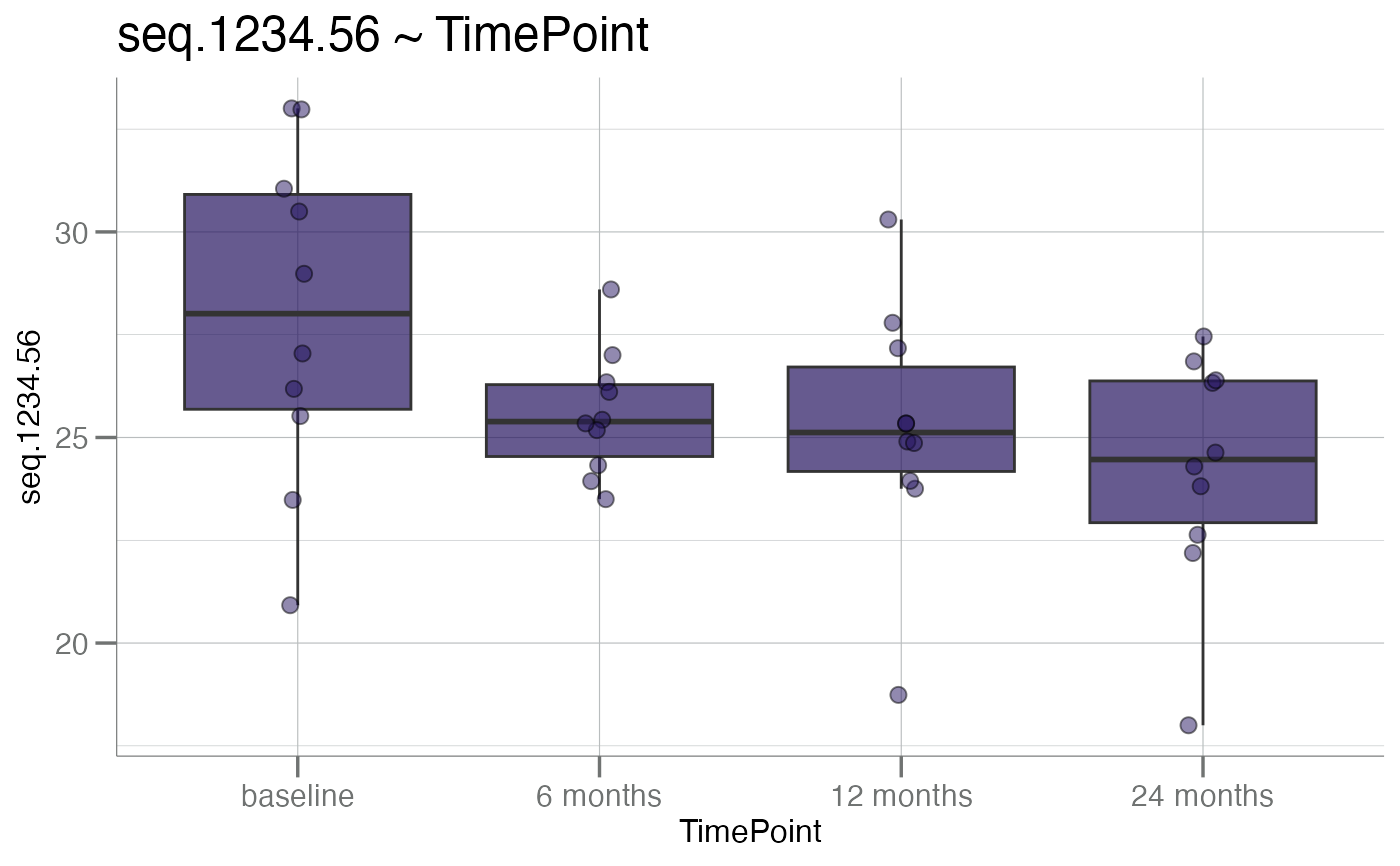 seq.1234.56 ~ TimePoint
seq.1234.56
30
25
20
baseline 6 months 12 months 24 months
TimePoint